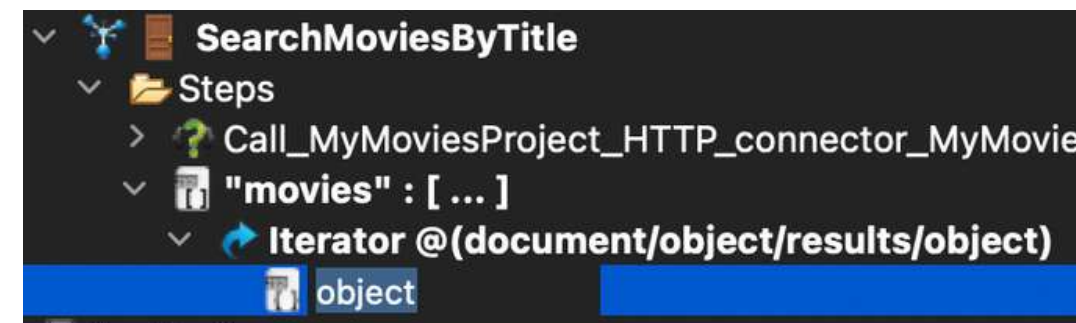 SearchMoviesByTitle
Steps
Call_MyMoviesProject_HTTP_connector_MyMovie
"movies" : [ ... ]
Iterator @(document/object/results/object)
object